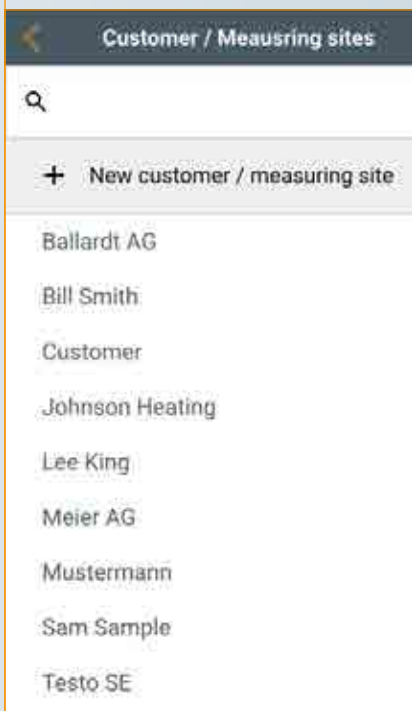 Customer / Meausring sites
+ New customer / measuring site
Ballardt AG
Bill Smith
Customer
Johnson Heating
Lee King
Meier AG
Mustermann
Sam Sample
Testo SE